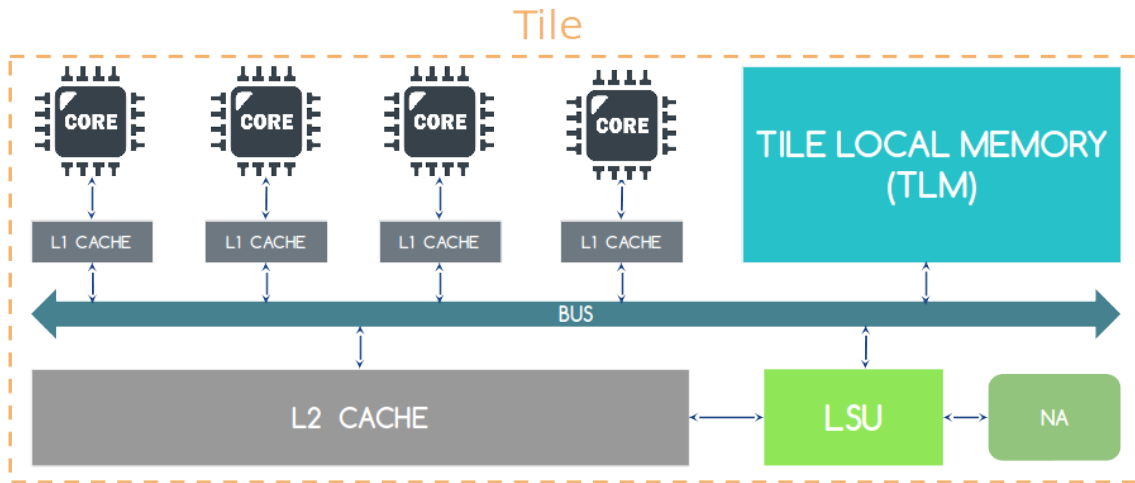 Tile
CORE
CORE
CORE
CORE
TILE LOCAL MEMORY
(TLM)
L1 CACHE
L1 CACHE
L1 CACHE
L1 CACHE
BUS
L2 CACHE
LSU
NA